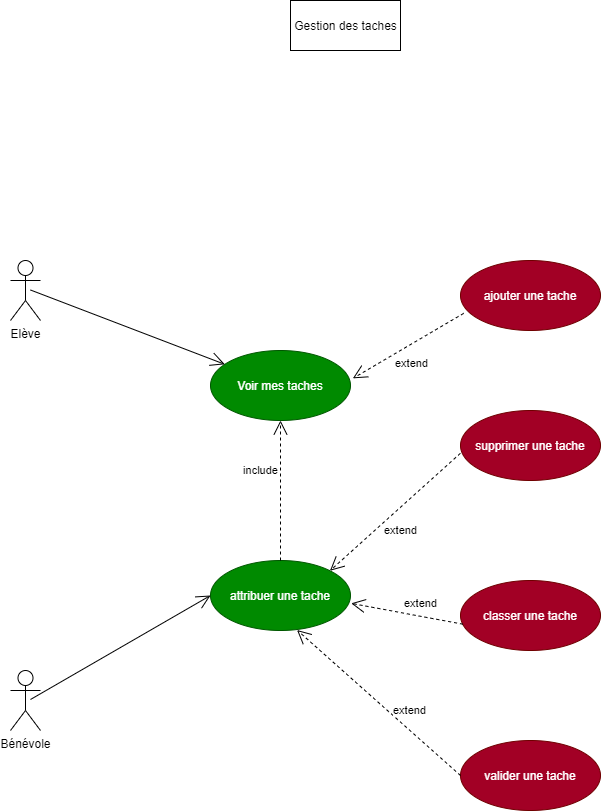 Gestion des taches
Elève
ajouter une tache
extend
Voir mes taches
supprimer une tache
include
extend
attribuer une tache
extend
classer une tache
Bénévole
extend
valider une tache